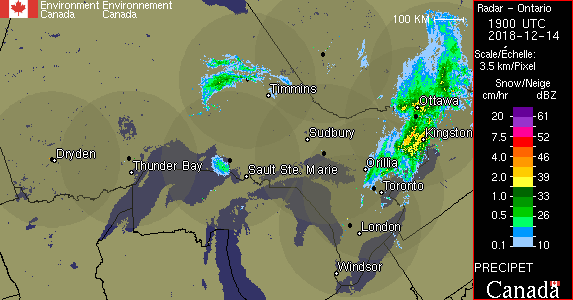 Environment Environnement
Canada Canada
100 KM
Timmins
Ottawa
Sudbury
Kingston
Dryden
Thunder Bay
Sault Ste. Marie
Orillia
Toronto
London
Windsor
Radar - Ontario
1900 UTC
2018-12-14
Scale/Échelle:
3.5 km/Pixel
Snow/Neige
cm/hr dBZ
20 61
7.5 52
4.0 46
2.0 39
1.0 33
0.5 26
0.1 10
PRECIPET
Canada